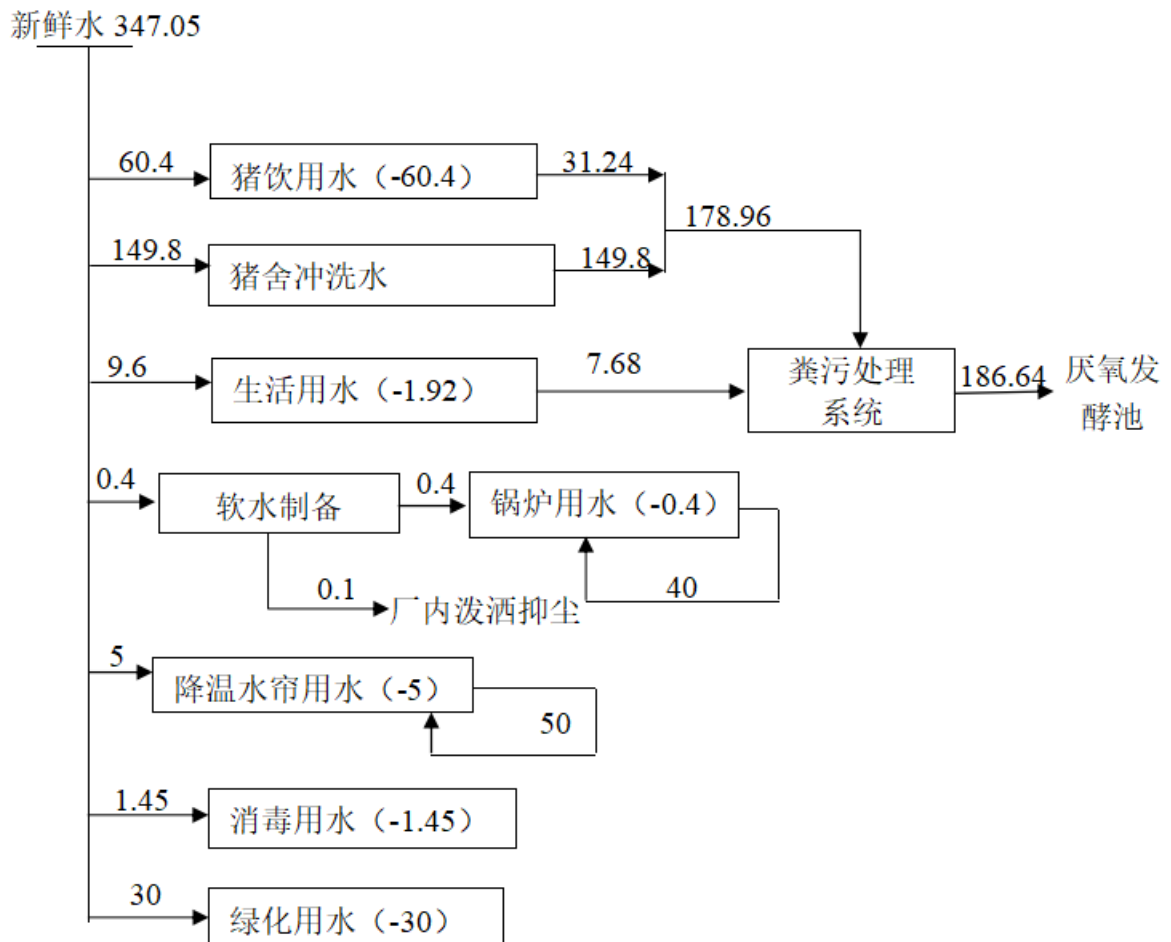 新鲜水 347.05
60.4
猪饮用水（-60.4）
31.24
178.96
149.8
猪舍冲洗水
149.8
9.6
生活用水（-1.92）
7.68
粪污处理
系统
186.64
厌氧发
酵池
0.4
软水制备
0.4
锅炉用水（-0.4）
40
0.1
厂内泼洒抑尘
5
降温水帘用水（-5）
50
1.45
消毒用水（-1.45）
30
绿化用水（-30）